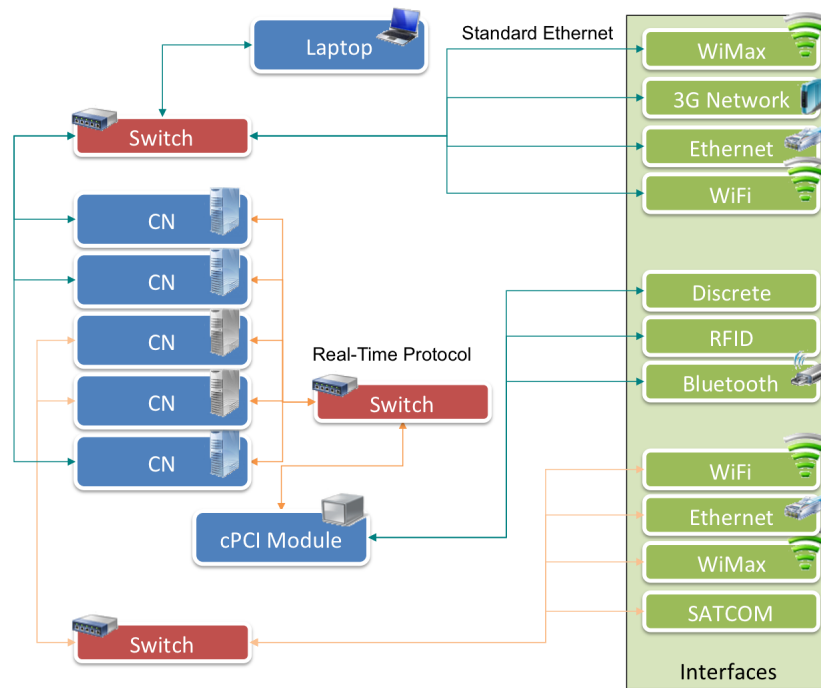 Laptop
Standard Ethernet
WiMax
3G Network
Switch
Ethernet
WiFi
CN
CN
CN
CN
CN
Discrete
RFID
Bluetooth
Real-Time Protocol
Switch
WiFi
Ethernet
cPCI Module
WiMax
SATCOM
Switch
Interfaces